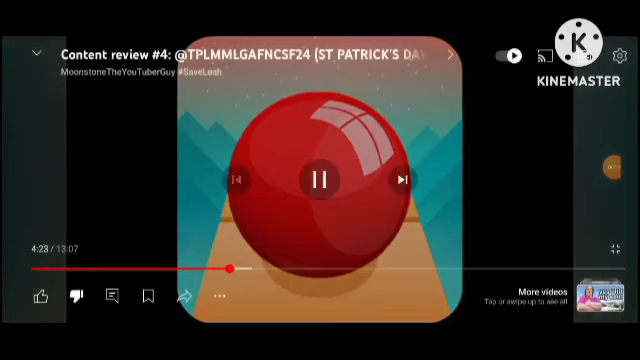 Content review #4: @TPLMMLGAFNCSF24 (ST PATRICK'S DAY
MoonstoneTheYouTuberGuy #SaveLeah
K
KINEMASTER
4:23 / 13:07
More videos
Tap or swipe up to see all